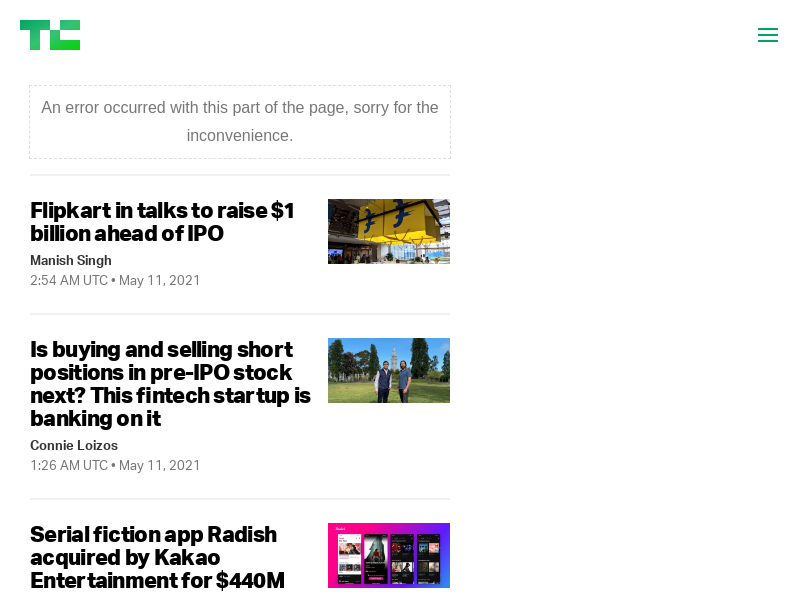 TC
An error occurred with this part of the page, sorry for the
inconvenience.
Flipkart in talks to raise $1
billion ahead of IPO
Manish Singh
2:54 AM UTC • May 11, 2021
Is buying and selling short
positions in pre-IPO stock
next? This fintech startup is
banking on it
Connie Loizos
1:26 AM UTC • May 11, 2021
Serial fiction app Radish
acquired by Kakao
Entertainment for $440M